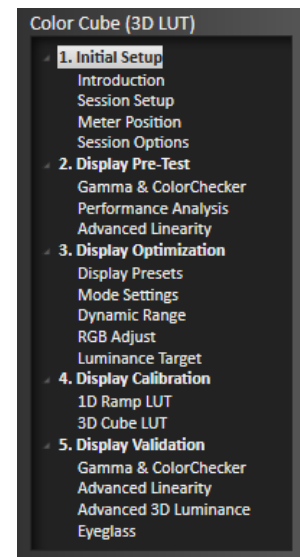 Color Cube (3D LUT)
1. Initial Setup
Introduction
Session Setup
Meter Position
Session Options
2. Display Pre-Test
Gamma & ColorChecker
Performance Analysis
Advanced Linearity
3. Display Optimization
Display Presets
Mode Settings
Dynamic Range
RGB Adjust
Luminance Target
4. Display Calibration
1D Ramp LUT
3D Cube LUT
5. Display Validation
Gamma & ColorChecker
Advanced Linearity
Advanced 3D Luminance
Eyeglass